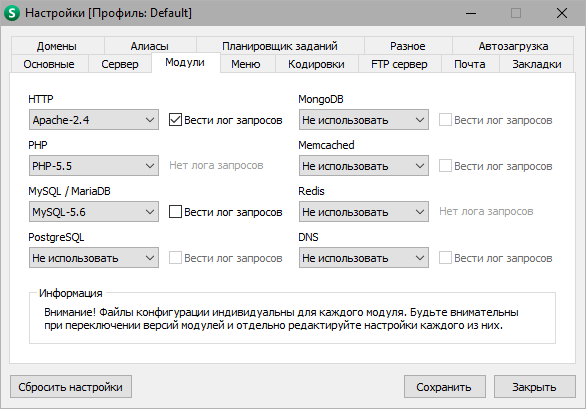 Настройки [Профиль: Default]
Домены Алиасы Планировщик заданий Разное Автозагрузка
Основные Сервер Модули Меню Кодировки FTP сервер Почта Закладки
HTTP MongoDB
Apache-2.4 Вести лог запросов Не использовать Вести лог запросов
PHP Memcached
PHP-5.5 Нет лога запросов Не использовать Вести лог запросов
MySQL / MariaDB Redis
MySQL-5.6 Вести лог запросов Не использовать Нет лога запросов
PostgreSQL DNS
Не использовать Вести лог запросов Не использовать Вести лог запросов
Информация
Внимание! Файлы конфигурации индивидуальны для каждого модуля. Будьте внимательны
при переключении версий модулей и отдельно редактируйте настройки каждого из них.
Сбросить настройки Сохранить Закрыть